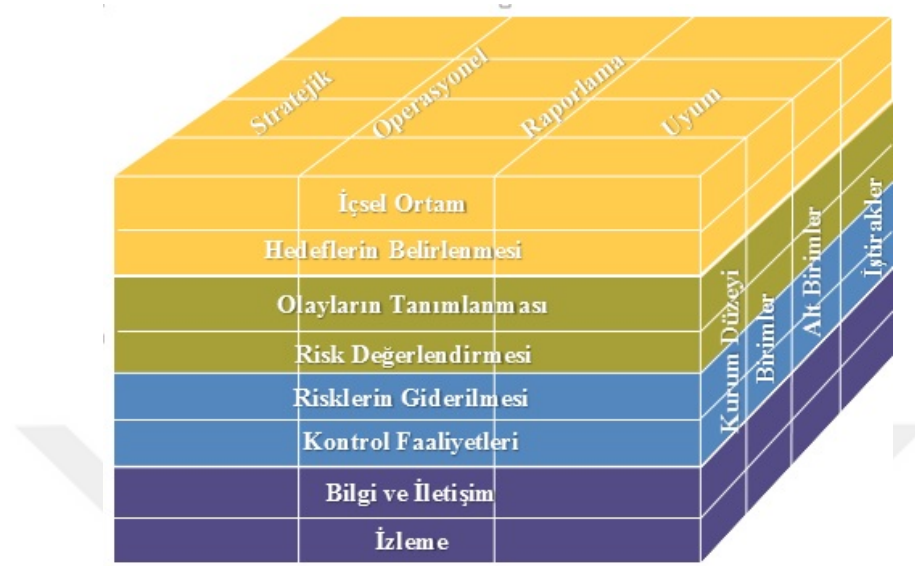 Stratejik
Operasyonel
Raporlama
Uyum
İçsel Ortam
Hedeflerin Belirlenmesi
Olayların Tanımlanması
Risk Değerlendirmesi
Risklerin Giderilmesi
Kontrol Faaliyetleri
Bilgi ve İletişim
İzleme
Kurum Düzeyi
Birimler
Alt Birimler
İştirakler